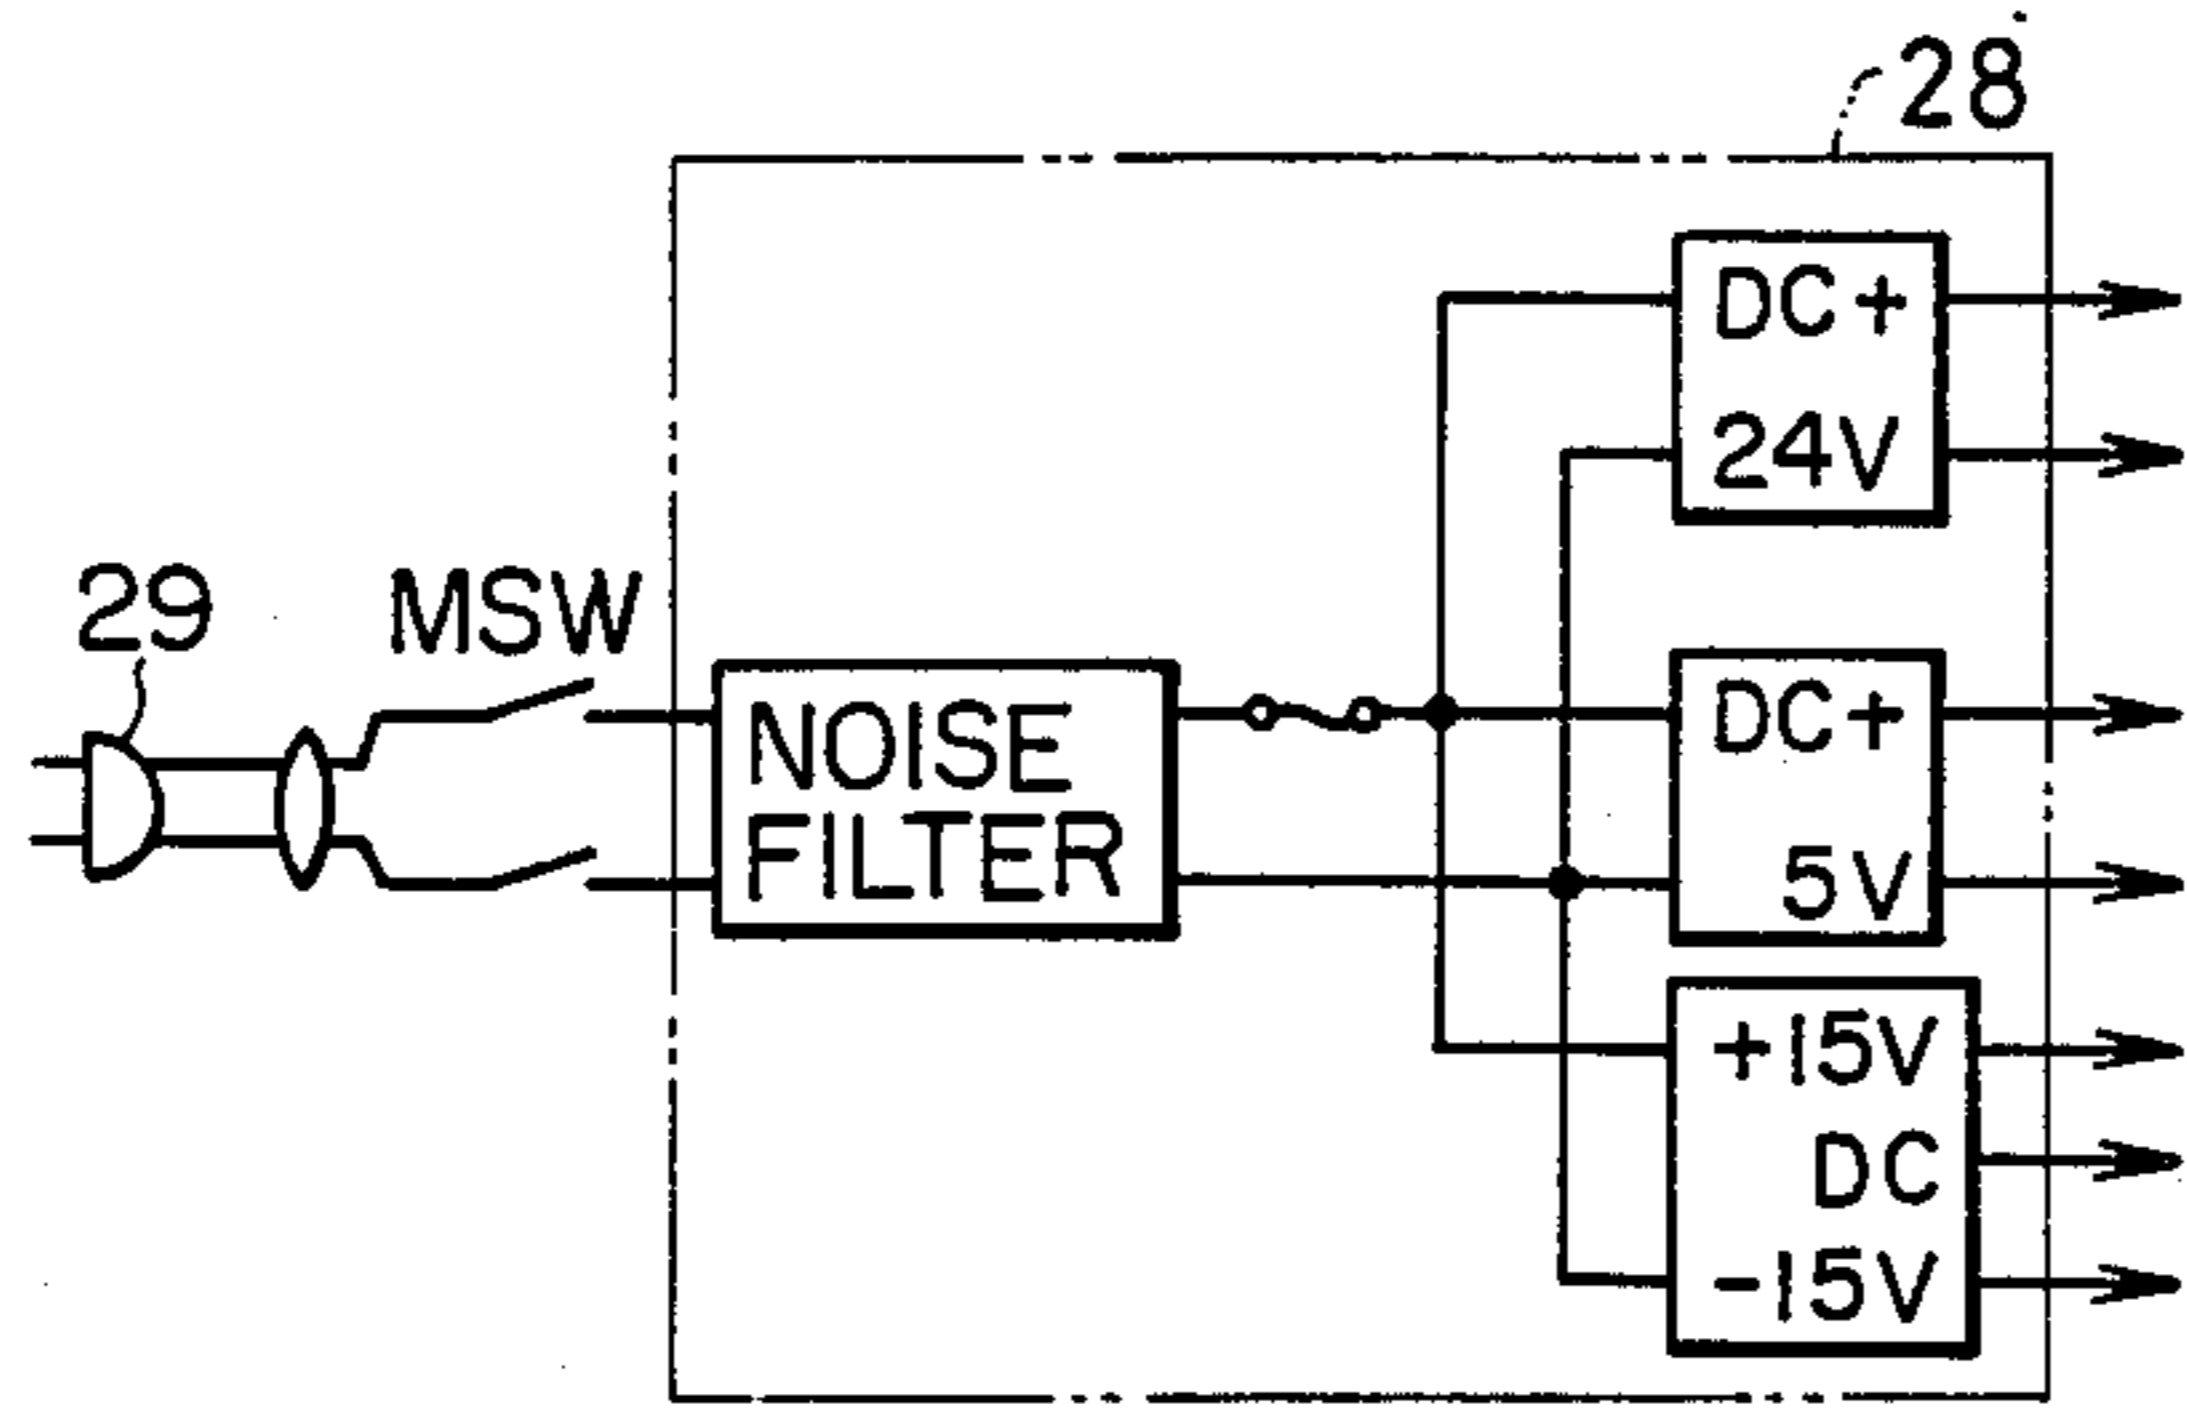 28
DC+
24V
29
MSW
NOISE
FILTER
DC+
5V
+15V
DC
-15V